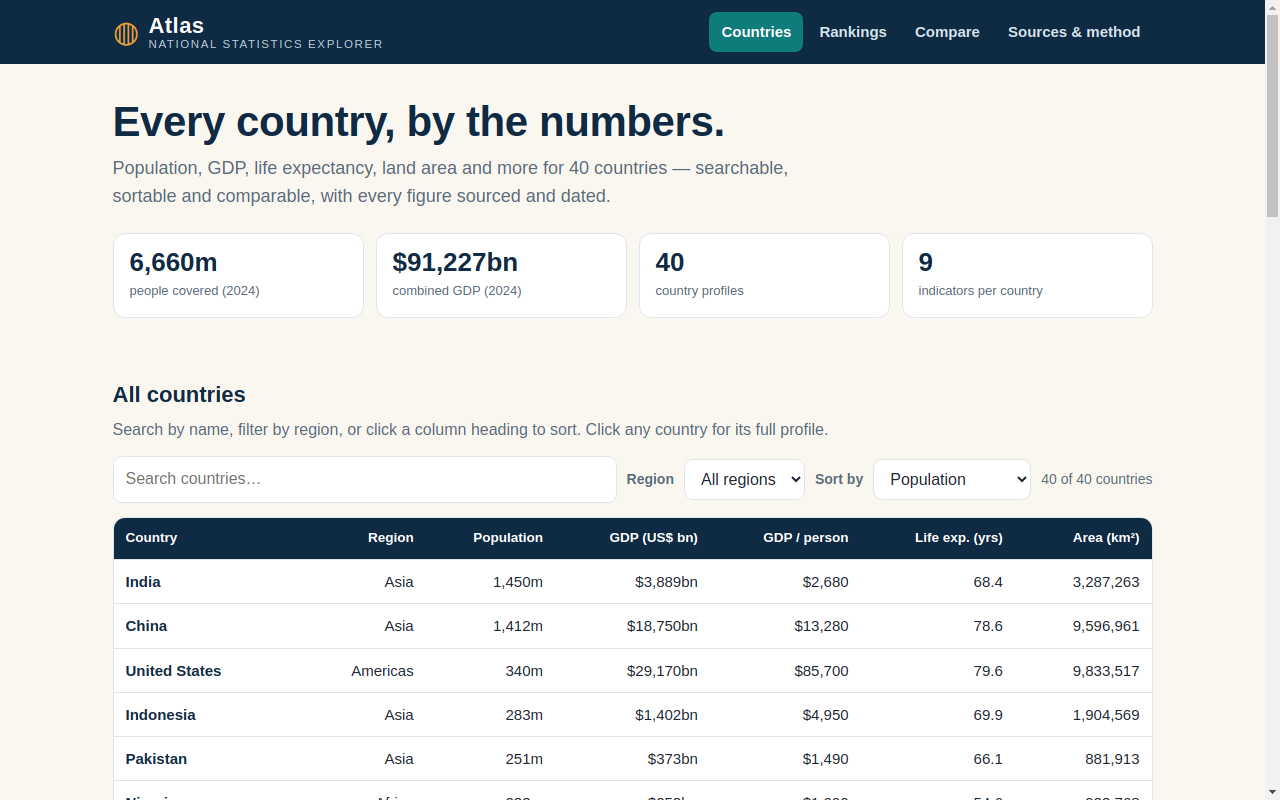 Atlas
NATIONAL STATISTICS EXPLORER
Countries Rankings Compare Sources & method
Every country, by the numbers.
Population, GDP, life expectancy, land area and more for 40 countries — searchable,
sortable and comparable, with every figure sourced and dated.
6,660m $91,227bn 40 9
people covered (2024) combined GDP (2024) country profiles indicators per country
All countries
Search by name, filter by region, or click a column heading to sort. Click any country for its full profile.
Search countries… Region All regions Sort by Population 40 of 40 countries
Country Region Population GDP (US$ bn) GDP / person Life exp. (yrs) Area (km²)
India Asia 1,450m $3,889bn $2,680 68.4 3,287,263
China Asia 1,412m $18,750bn $13,280 78.6 9,596,961
United States Americas 340m $29,170bn $85,700 79.6 9,833,517
Indonesia Asia 283m $1,402bn $4,950 69.9 1,904,569
Pakistan Asia 251m $373bn $1,490 66.1 881,913